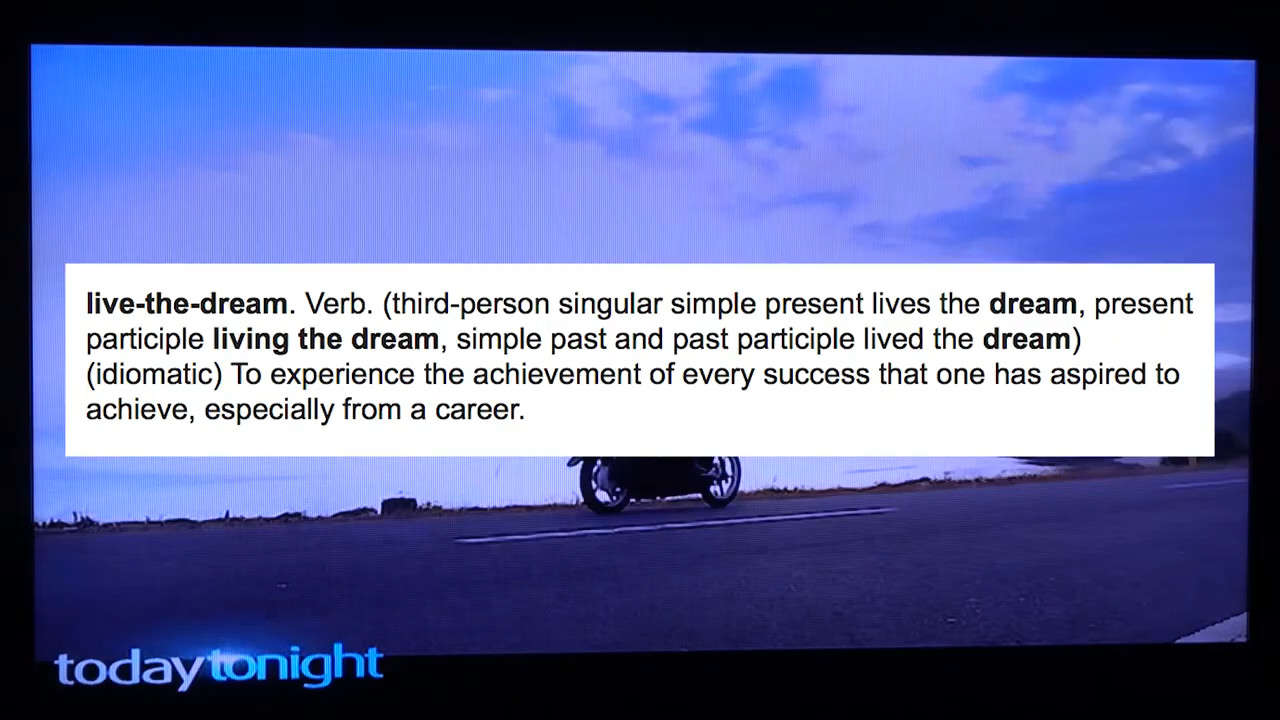 live-the-dream. Verb. (third-person singular simple present lives the dream, present
participle living the dream, simple past and past participle lived the dream)
(idiomatic) To experience the achievement of every success that one has aspired to
achieve, especially from a career.
todaytonight